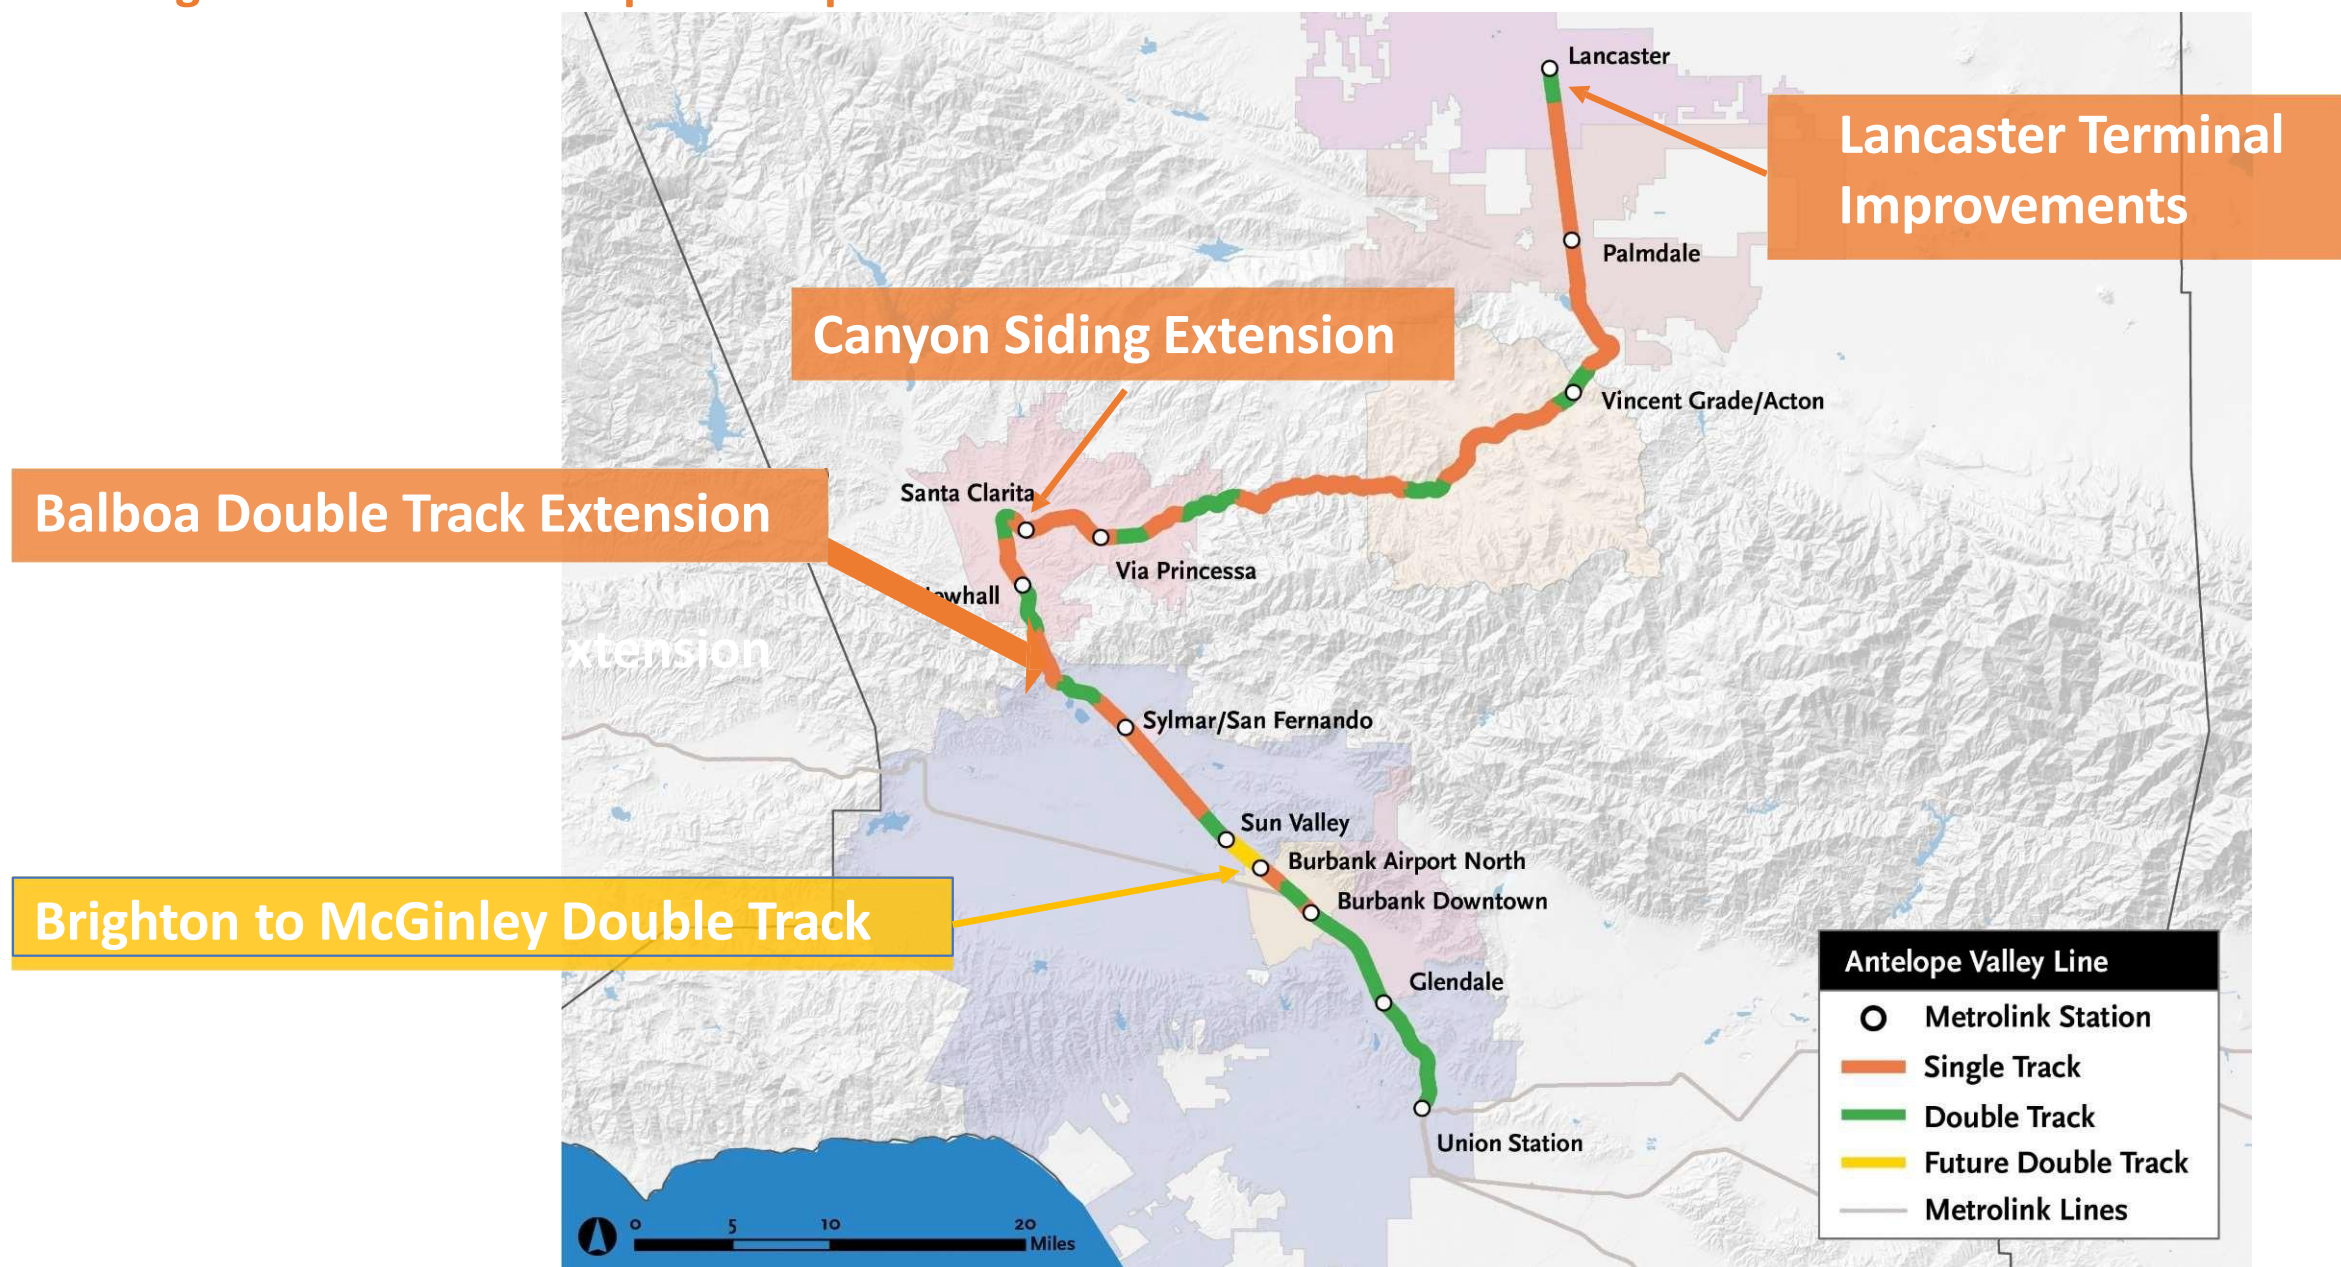 Lancaster
Lancaster Terminal
Improvements
Palmdale
Canyon Siding Extension
Vincent Grade/Acton
Santa Clarita
Balboa Double Track Extension
Via Princessa
xtension
Sylmar/San Fernando
Sun Valley
Burbank Airport North
Burbank Downtown
Brighton to McGinley Double Track
Glendale
Union Station
Antelope Valley Line
Metrolink Station
Single Track
Double Track
Future Double Track
Metrolink Lines
0 5 10 20
Miles